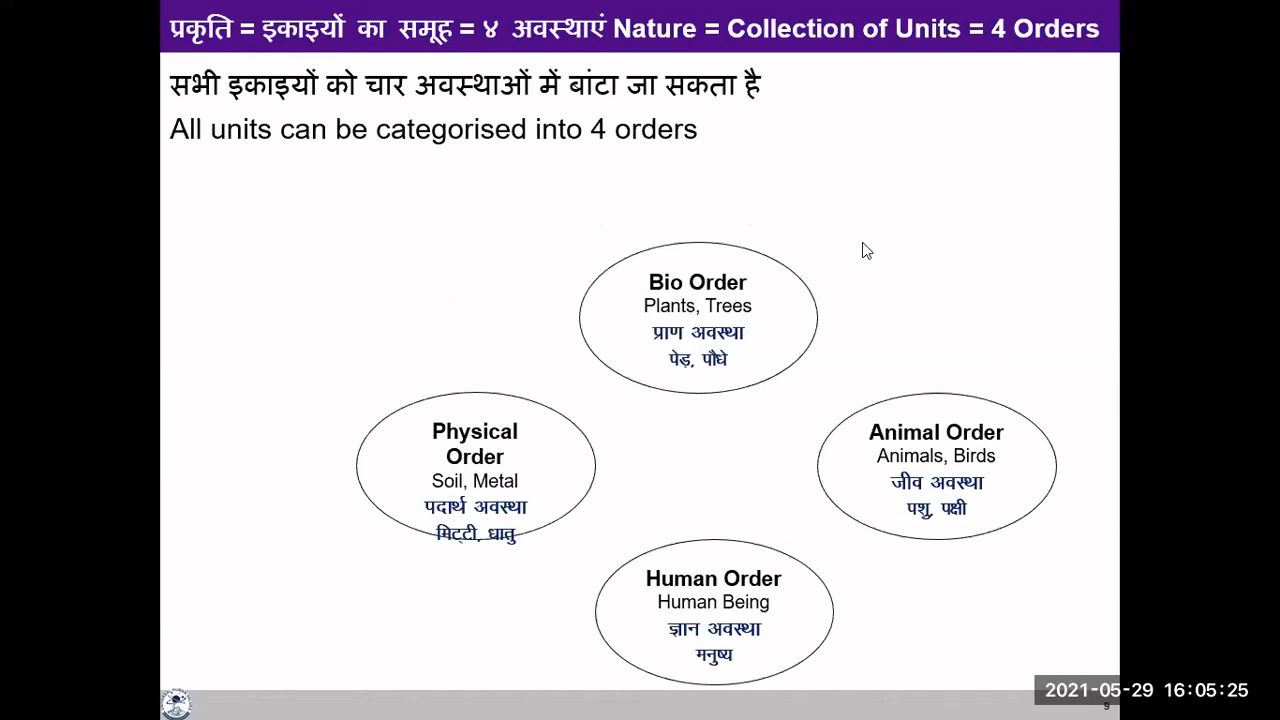 प्रकृति = इकाइयों का समूह = ४ अवस्थाएं Nature = Collection of Units = 4 Orders
सभी इकाइयों को चार अवस्थाओं में बांटा जा सकता है
All units can be categorised into 4 orders
Bio Order
Plants, Trees
प्राण अवस्था
पेड़, पौधे
Physical
Order
Soil, Metal
पदार्थ अवस्था
मिट्टी, धातु
Animal Order
Animals, Birds
जीव अवस्था
पशु, पक्षी
Human Order
Human Being
ज्ञान अवस्था
मनुष्य
2021-05-29 16:05:25
9